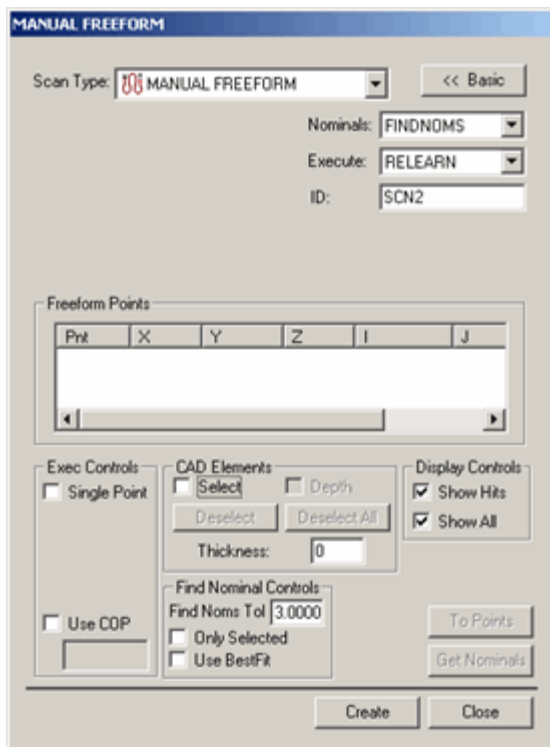 MANUAL FREEFORM
Scan Type: MANUAL FREEFORM << Basic
Nominals: FINDNOMS
Execute: RELEARN
ID: SCN2
Freeform Points
Pnt X Y Z I J
Exec Controls CAD Elements Display Controls
Single Point Select Depth Show Hits
Deselect Deselect All Show All
Thickness: 0
Find Nominal Controls
Find Noms Tol 3.0000
Use COP Only Selected To Points
Use BestFit Get Nominals
Create Close